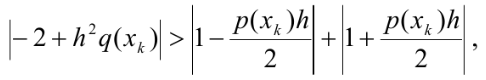 |-2 + h²q(xₖ)| > |1 - p(xₖ)h/2| + |1 + p(xₖ)h/2|,